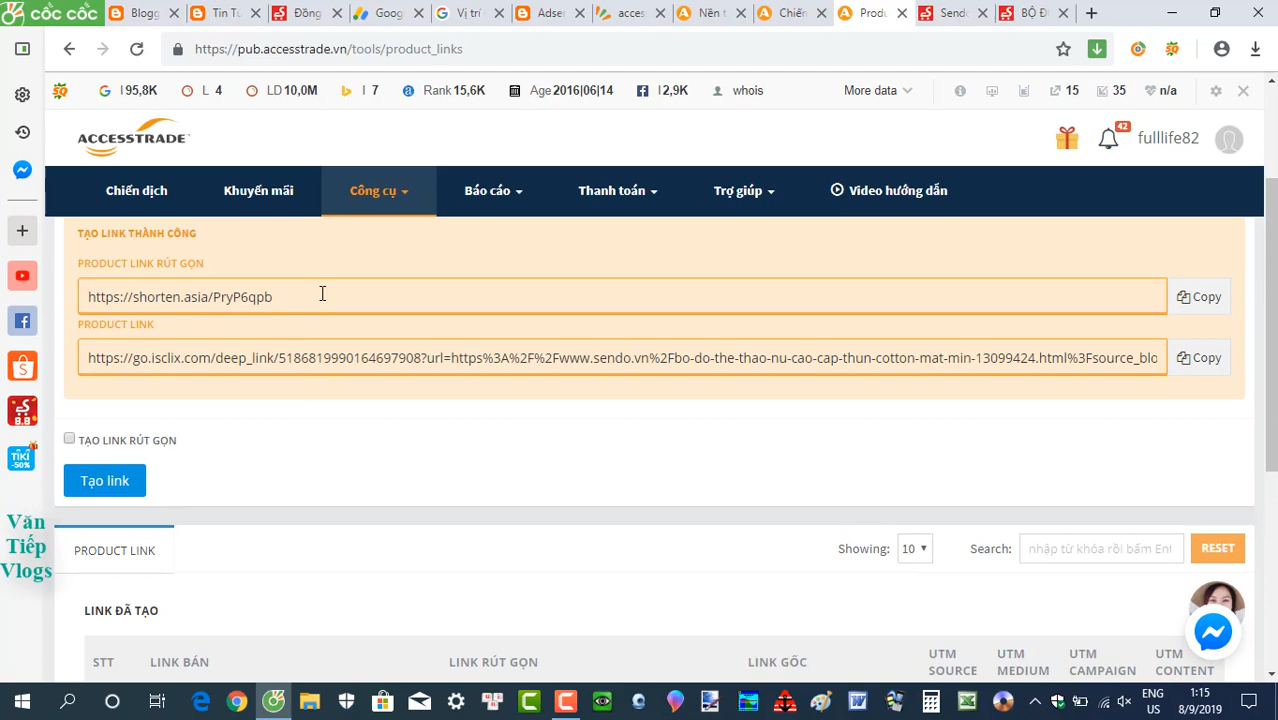 cốc cốc
Blogg
Tin Tứ
Đồng
Goog
Vị trí
Adser
acces
Nền t
Chiến
Produ
Send
BỘ Đ
https://pub.accesstrade.vn/tools/product_links
I 95,8K
L 4
LD 10,0M
I 7
Rank 15,6K
Age 2016|06|14
I 2,9K
whois
More data
15
35
n/a
ACCESSTRADE
42
fulllife82
Chiến dịch
Khuyến mãi
Công cụ
Báo cáo
Thanh toán
Trợ giúp
Video hướng dẫn
TẠO LINK THÀNH CÔNG
PRODUCT LINK RÚT GỌN
https://shorten.asia/PryP6qpb
Copy
PRODUCT LINK
https://go.isclix.com/deep_link/5186819990164697908?url=https%3A%2F%2Fwww.sendo.vn%2Fbo-do-the-thao-nu-cao-cap-thun-cotton-mat-min-13099424.html%3Fsource_blo
Copy
TẠO LINK RÚT GỌN
Tạo link
TIKI
-50%
Văn
Tiếp
Vlogs
PRODUCT LINK
Showing:
10
Search:
nhập từ khóa rồi bấm Ent
RESET
LINK ĐÃ TẠO
STT
LINK BÁN
LINK RÚT GỌN
LINK GỐC
UTM SOURCE
UTM MEDIUM
UTM CAMPAIGN
UTM CONTENT
ENG
US
1:15
8/9/2019